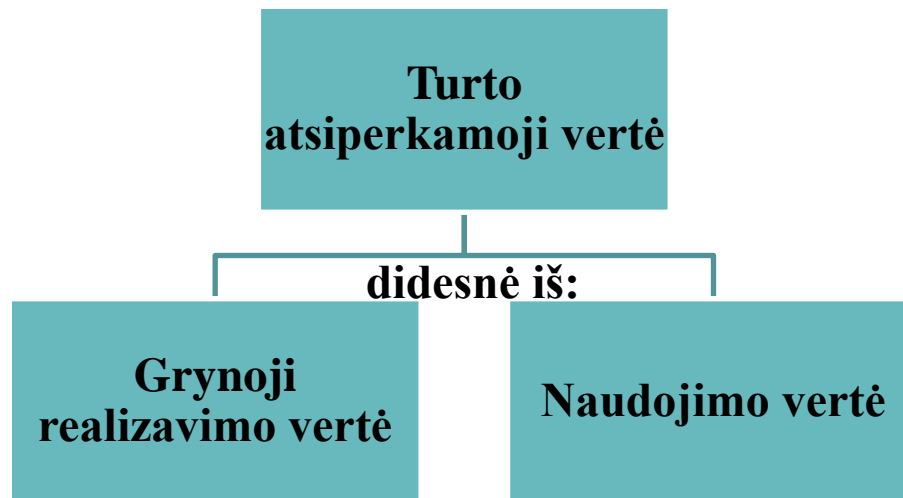 Turto
atsiperkamoji vertė
didesnė iš:
Grynoji
realizavimo vertė
Naudojimo vertė